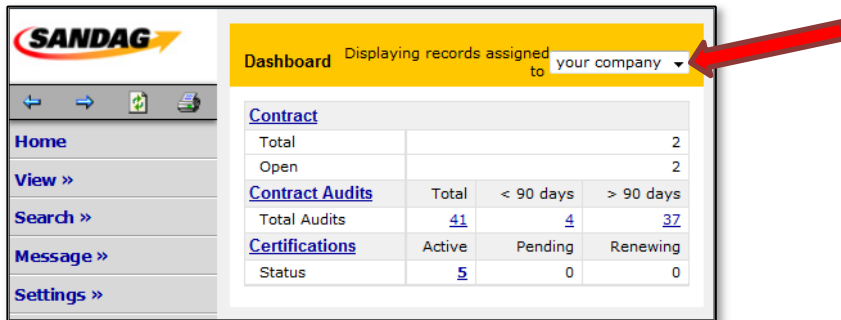 SANDAG
Dashboard Displaying records assigned to your company
Home
View »
Search »
Message »
Settings »
Contract
Total 2
Open 2
Contract Audits Total < 90 days > 90 days
Total Audits 41 4 37
Certifications Active Pending Renewing
Status 5 0 0